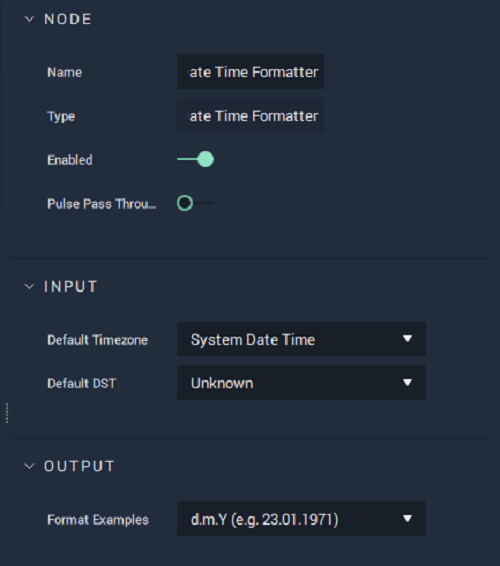 NODE
Name ate Time Formatter
Type ate Time Formatter
Enabled
Pulse Pass Throu...
INPUT
Default Timezone System Date Time
Default DST Unknown
OUTPUT
Format Examples d.m.Y (e.g. 23.01.1971)